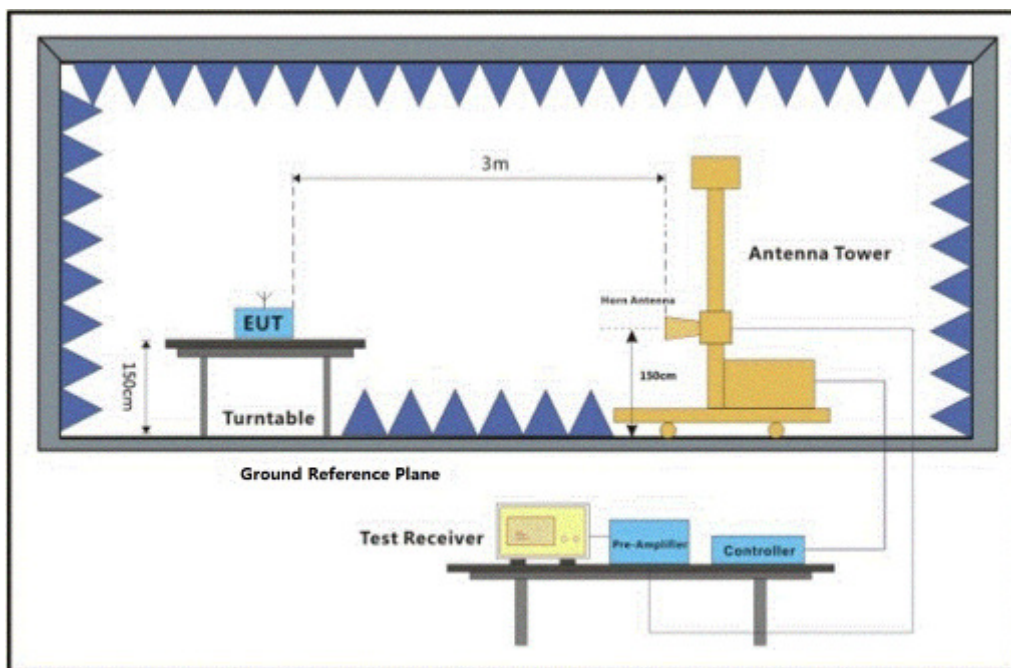 3m
Antenna Tower
Horn Antenna
EUT
150cm
150cm
Turntable
Ground Reference Plane
Test Receiver
Pre-Amplifier
Controller